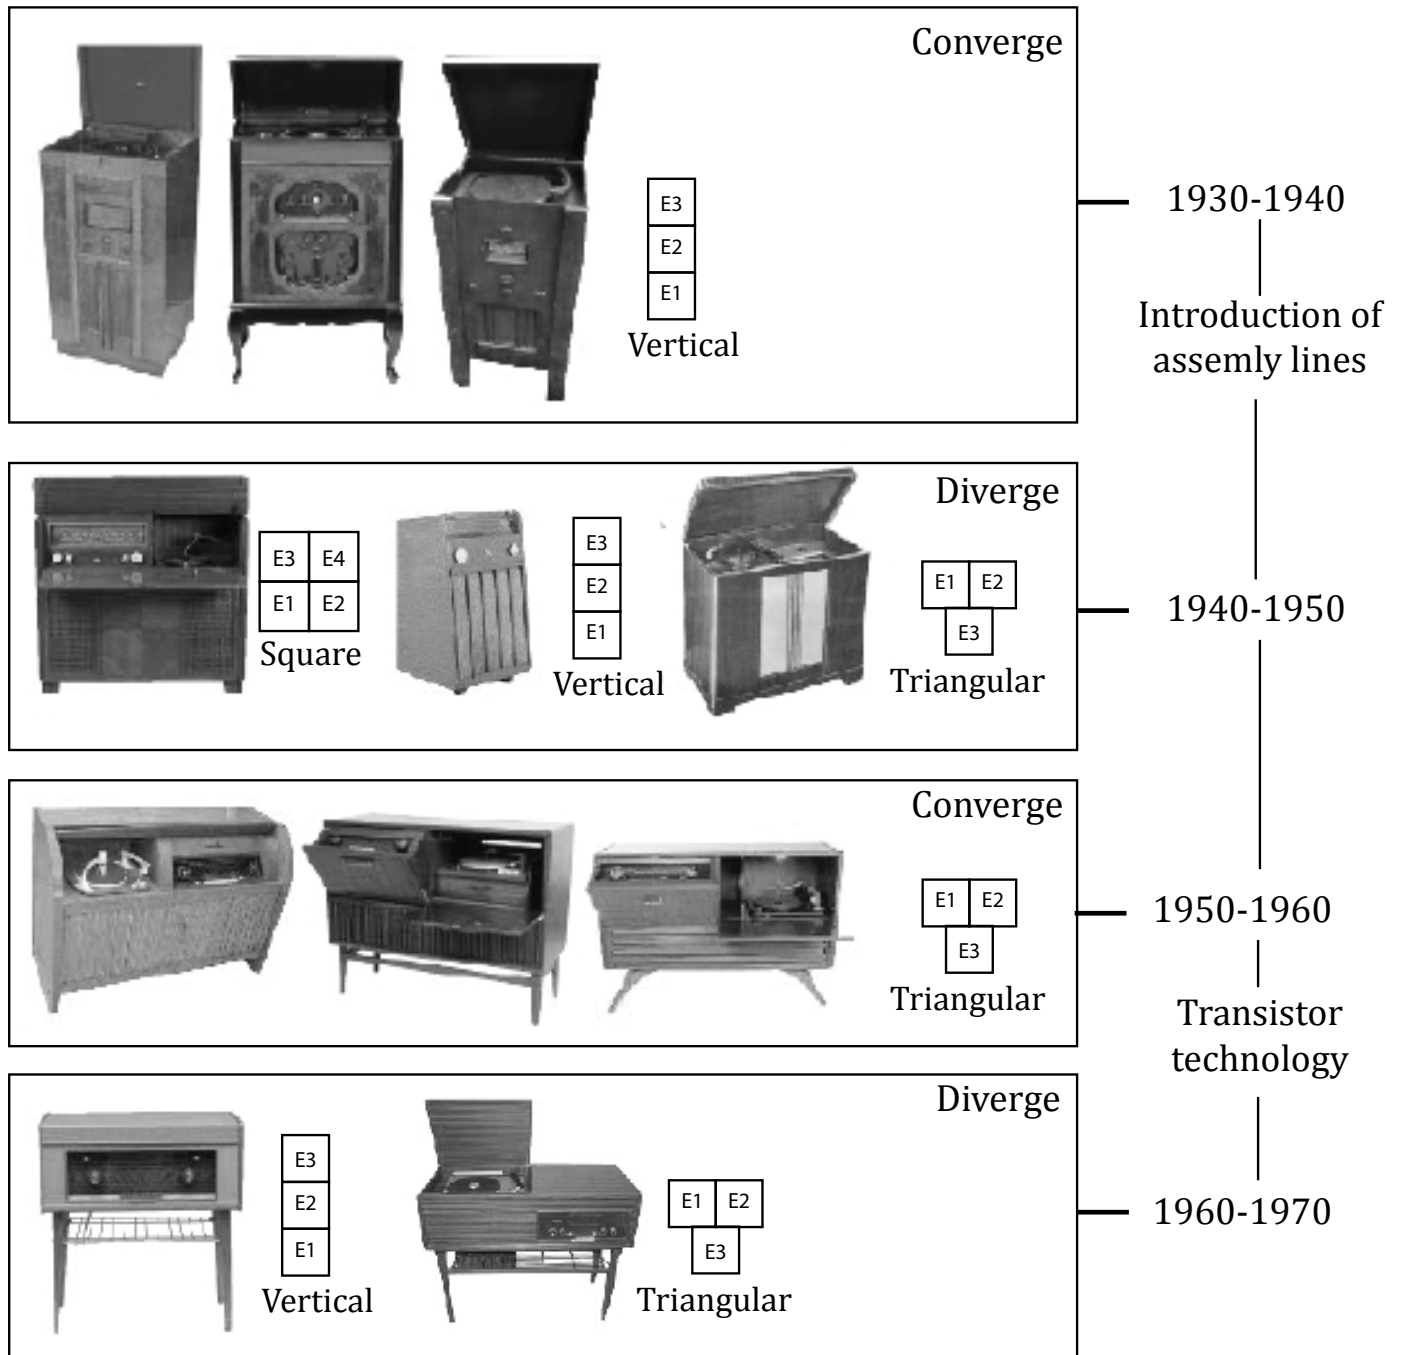 Converge
E3
E2
E1
Vertical
1930-1940
Introduction of
assemly lines
Diverge
E3 E4
E1 E2
Square
E3
E2
E1
Vertical
E1 E2
E3
Triangular
1940-1950
Converge
E1 E2
E3
Triangular
1950-1960
Transistor
technology
Diverge
E3
E2
E1
Vertical
E1 E2
E3
Triangular
1960-1970